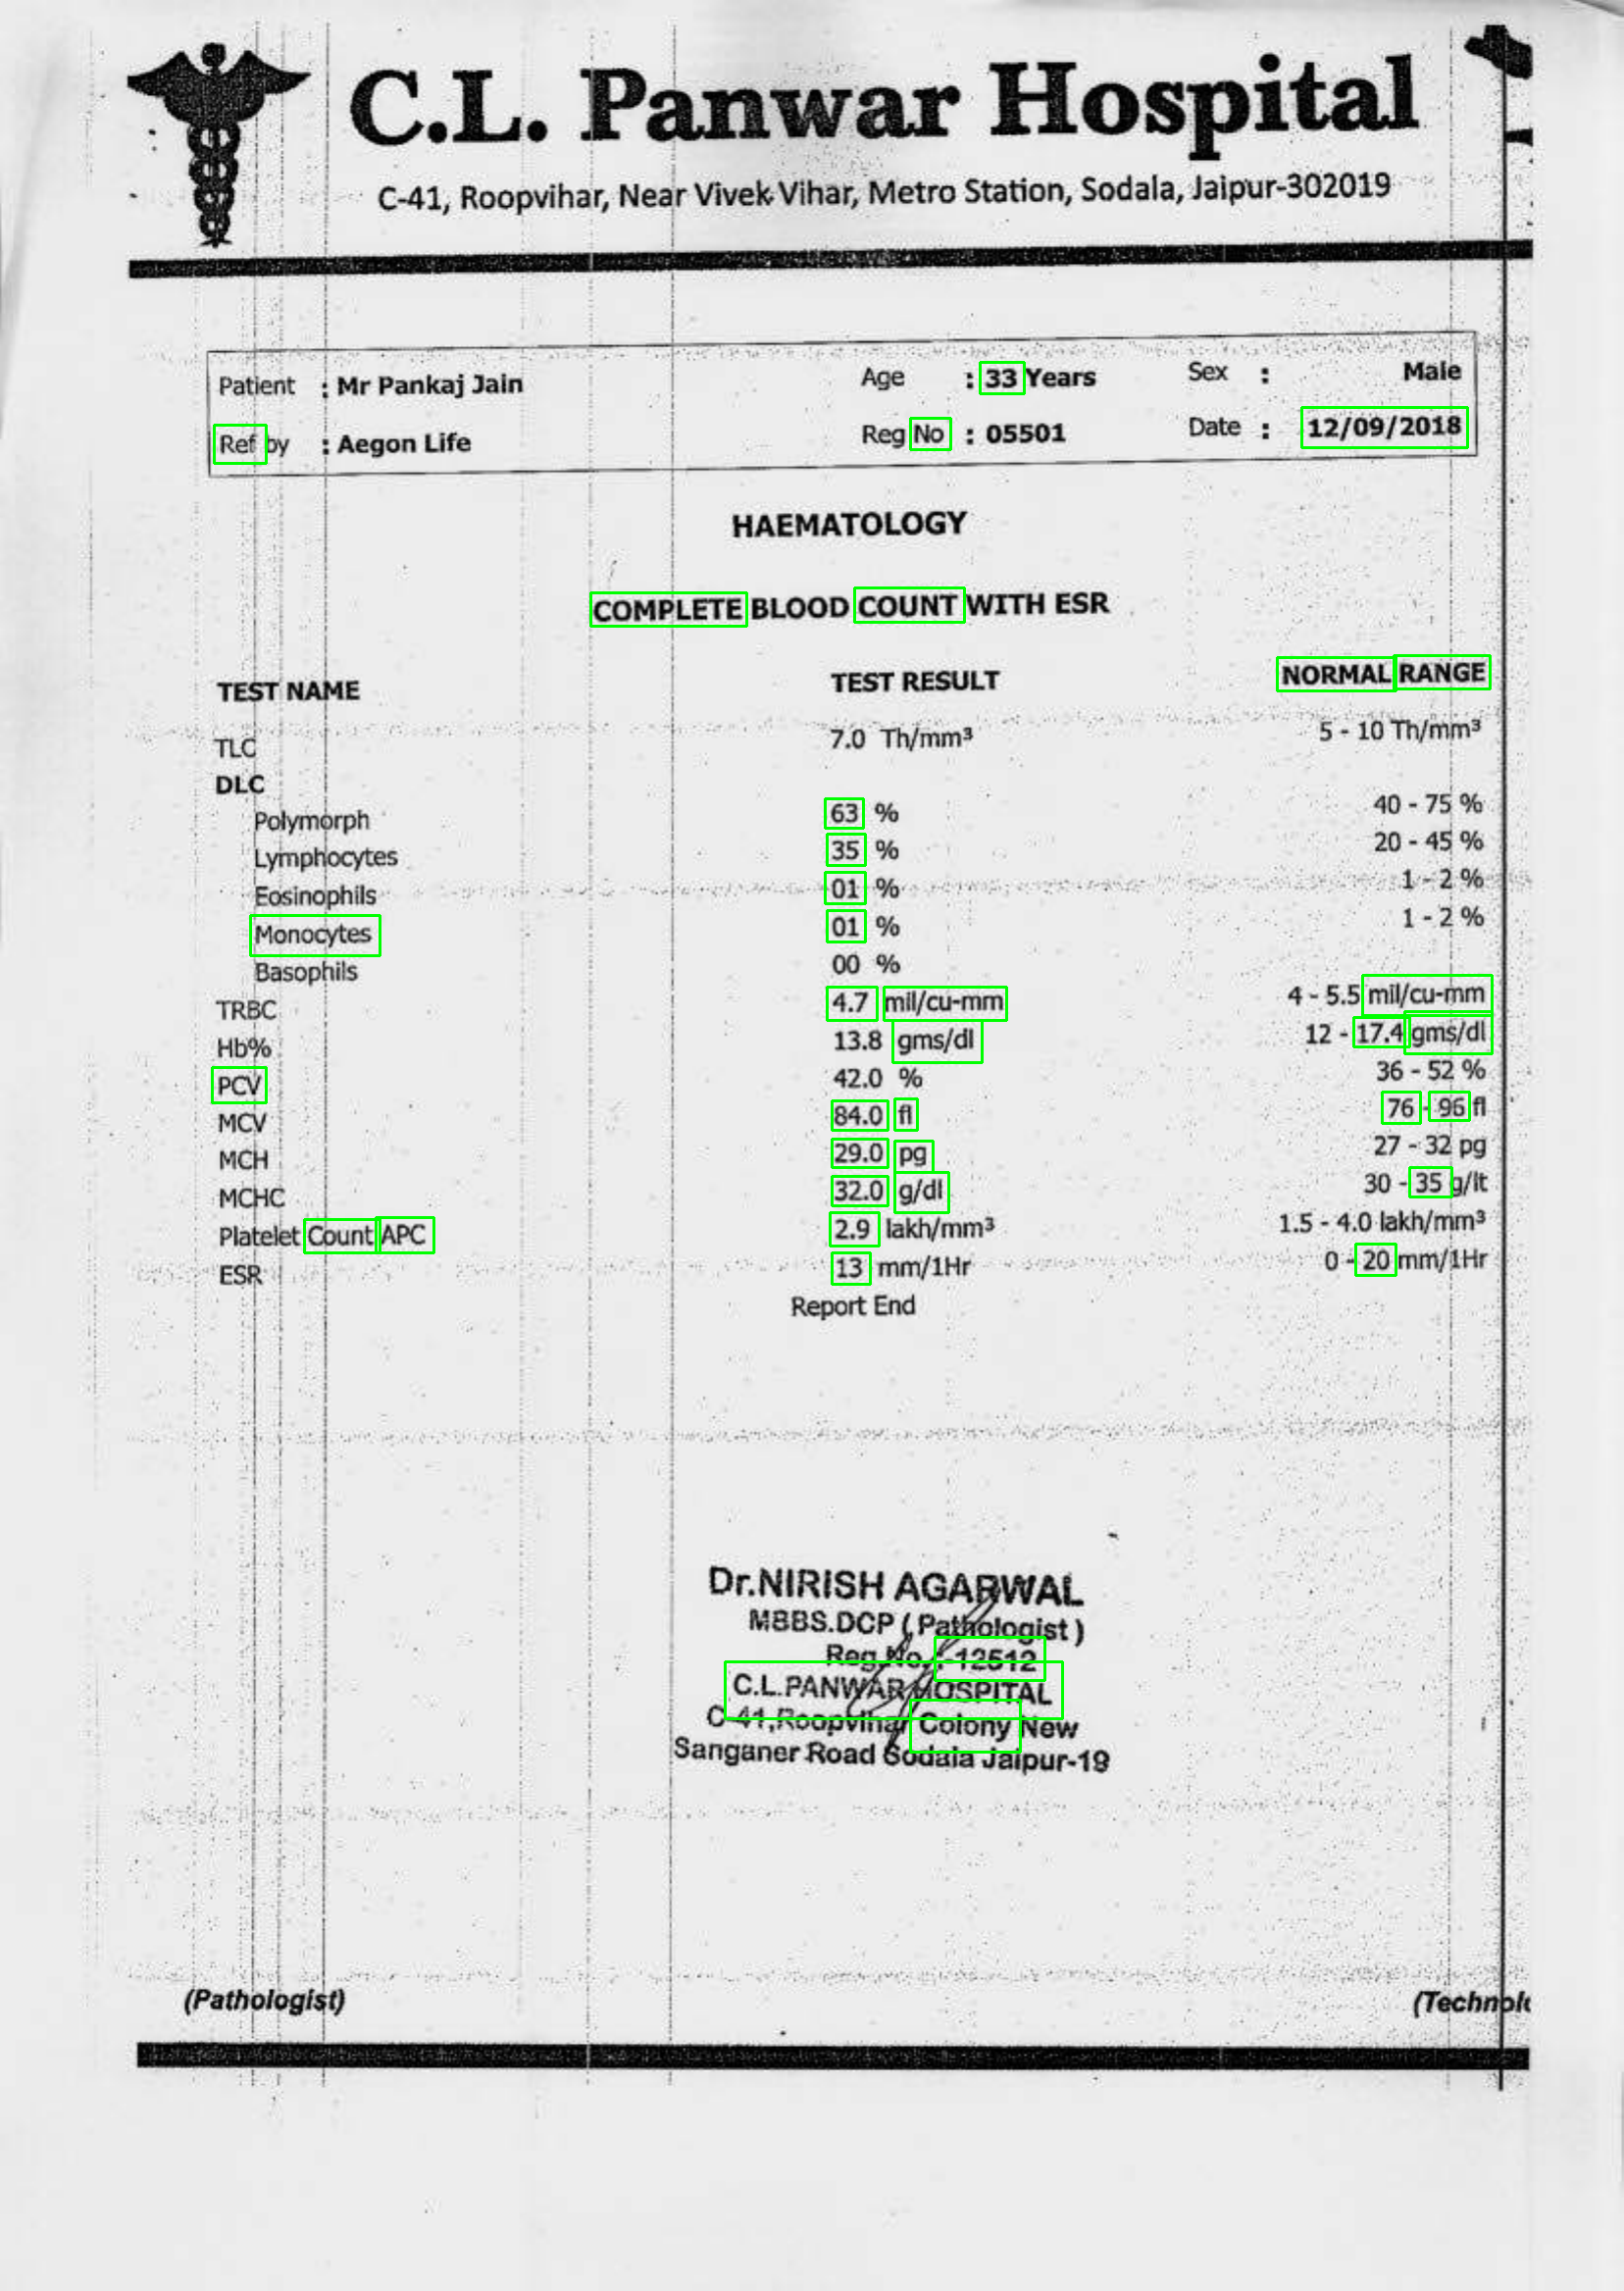 C.L. Panwar Hospital
C-41, Roopvihar, Near Vivek Vihar, Metro Station, Sodala, Jaipur-302019
Patient : Mr Pankaj Jain Age : 33 Years Sex : Male
Ref by : Aegon Life Reg No : 05501 Date : 12/09/2018
HAEMATOLOGY
COMPLETE BLOOD COUNT WITH ESR
TEST NAME TEST RESULT NORMAL RANGE
TLC 7.0 Th/mm³ 5 - 10 Th/mm³
DLC
Polymorph 63 % 40 - 75 %
Lymphocytes 35 % 20 - 45 %
Eosinophils 01 % 1 - 2 %
Monocytes 01 % 1 - 2 %
Basophils 00 %
TRBC 4.7 mil/cu-mm 4 - 5.5 mil/cu-mm
Hb% 13.8 gms/dl 12 - 17.4 gms/dl
PCV 42.0 % 36 - 52 %
MCV 84.0 fl 76 - 96 fl
MCH 29.0 pg 27 - 32 pg
MCHC 32.0 g/dl 30 - 35 g/lt
Platelet Count APC 2.9 lakh/mm³ 1.5 - 4.0 lakh/mm³
ESR 13 mm/1Hr 0 - 20 mm/1Hr
Report End
Dr.NIRISH AGARWAL
MBBS.DCP ( Pathologist )
Reg.No. :-12512
C.L.PANWAR HOSPITAL
C-41,Roopvihar Colony New
Sanganer Road Sodala Jaipur-19
(Pathologist) (Technolo